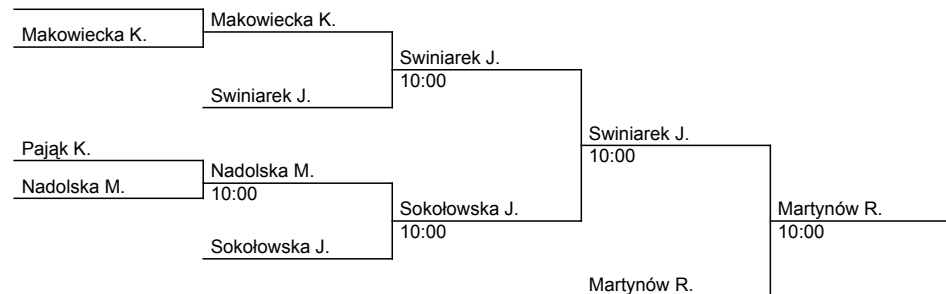 Makowiecka K.
Makowiecka K.
Swiniarek J.
10:00
Swiniarek J.
Swiniarek J.
10:00
Pająk K.
Nadolska M.
10:00
Nadolska M.
Sokołowska J.
10:00
Martynów R.
10:00
Sokołowska J.
Martynów R.